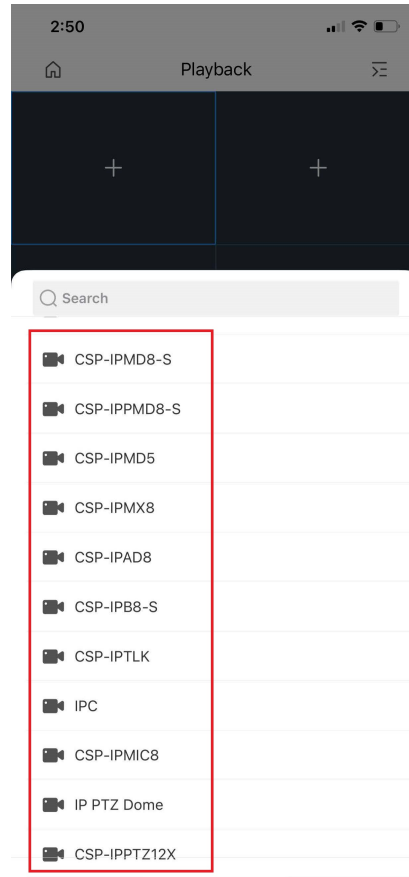 2:50
Playback
Search
CSP-IPMD8-S
CSP-IPPMD8-S
CSP-IPMD5
CSP-IPMX8
CSP-IPAD8
CSP-IPB8-S
CSP-IPTLK
IPC
CSP-IPMIC8
IP PTZ Dome
CSP-IPPTZ12X